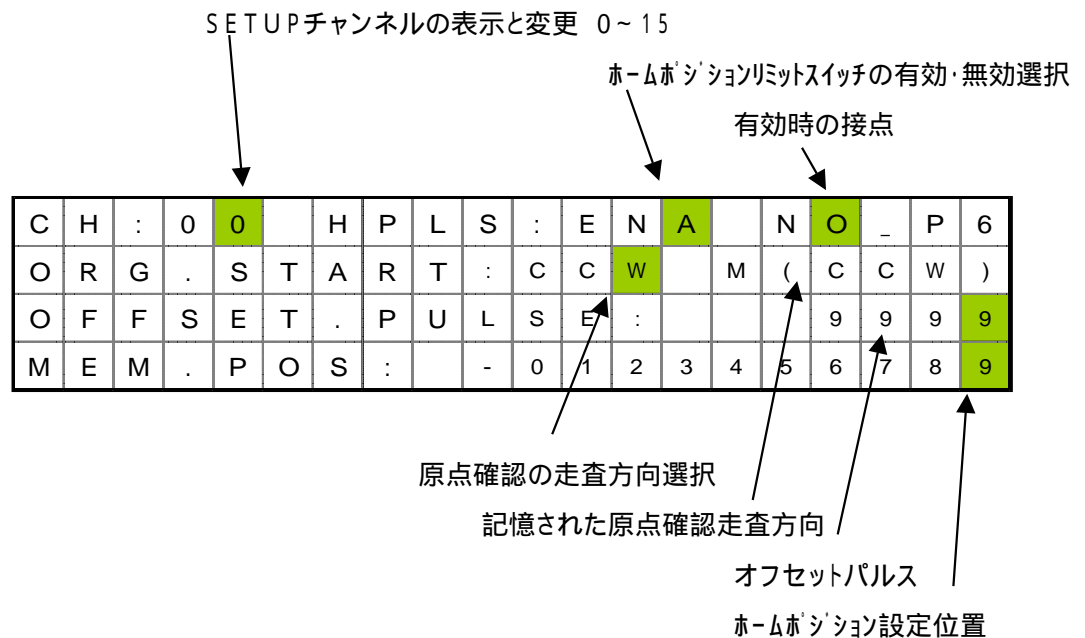 SETUPチャンネルの表示と変更 0~15
ﾎｰﾑﾎﾟｼﾞｼｮﾝﾘﾐｯﾄｽｲｯﾁの有効･無効選択
有効時の接点
CH:00 HPLS:ENA NO_P6
ORG.START:CCW M(CCW)
OFFSET.PULSE:   9999
MEM.POS: -0123456789
原点確認の走査方向選択
記憶された原点確認走査方向
オフセットパルス
ﾎｰﾑﾎﾟｼﾞｼｮﾝ設定位置